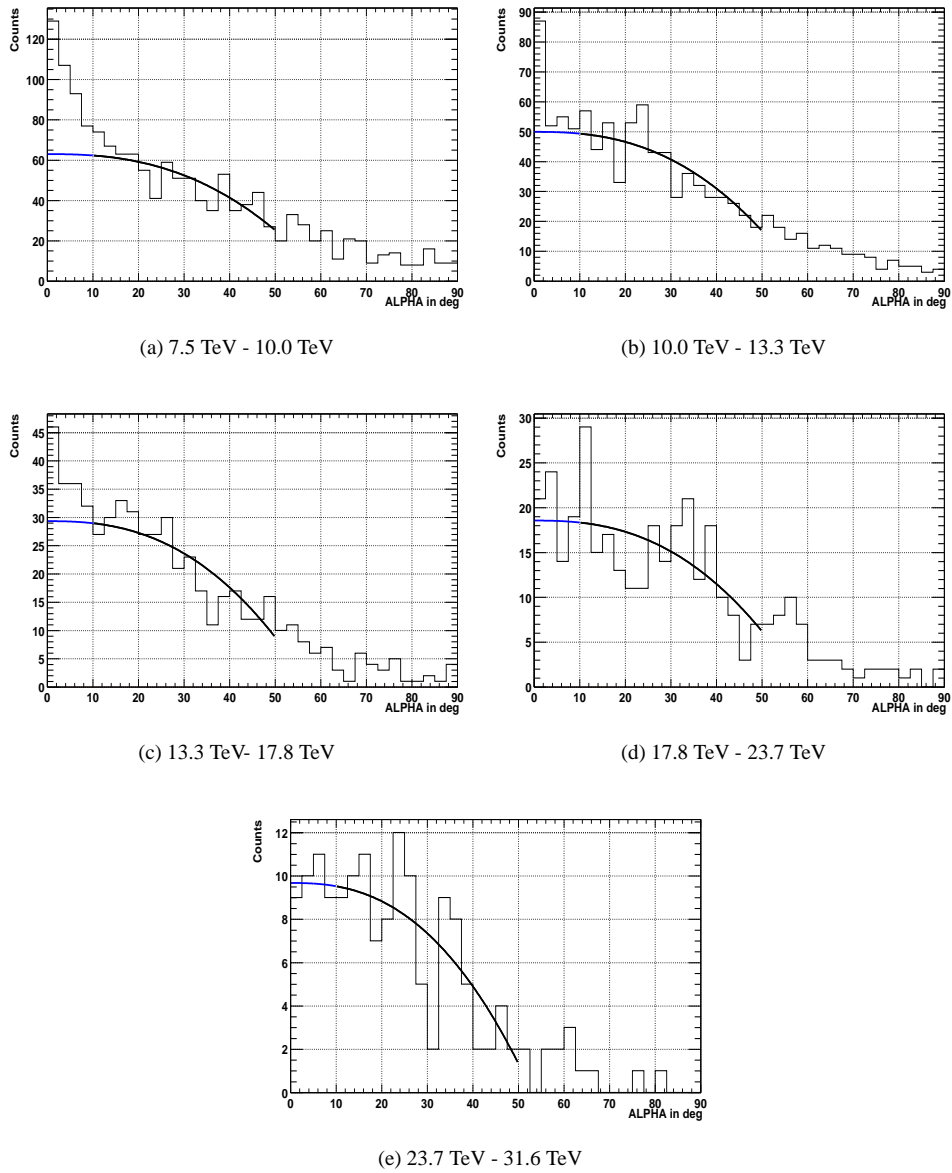 Counts
120
100
80
60
40
20
0
0 10 20 30 40 50 60 70 80 90
ALPHA in deg
(a) 7.5 TeV - 10.0 TeV
Counts
90
80
70
60
50
40
30
20
10
0
0 10 20 30 40 50 60 70 80 90
ALPHA in deg
(b) 10.0 TeV - 13.3 TeV
Counts
45
40
35
30
25
20
15
10
5
0
0 10 20 30 40 50 60 70 80 90
ALPHA in deg
(c) 13.3 TeV- 17.8 TeV
Counts
30
25
20
15
10
5
0
0 10 20 30 40 50 60 70 80 90
ALPHA in deg
(d) 17.8 TeV - 23.7 TeV
Counts
12
10
8
6
4
2
0
0 10 20 30 40 50 60 70 80 90
ALPHA in deg
(e) 23.7 TeV - 31.6 TeV